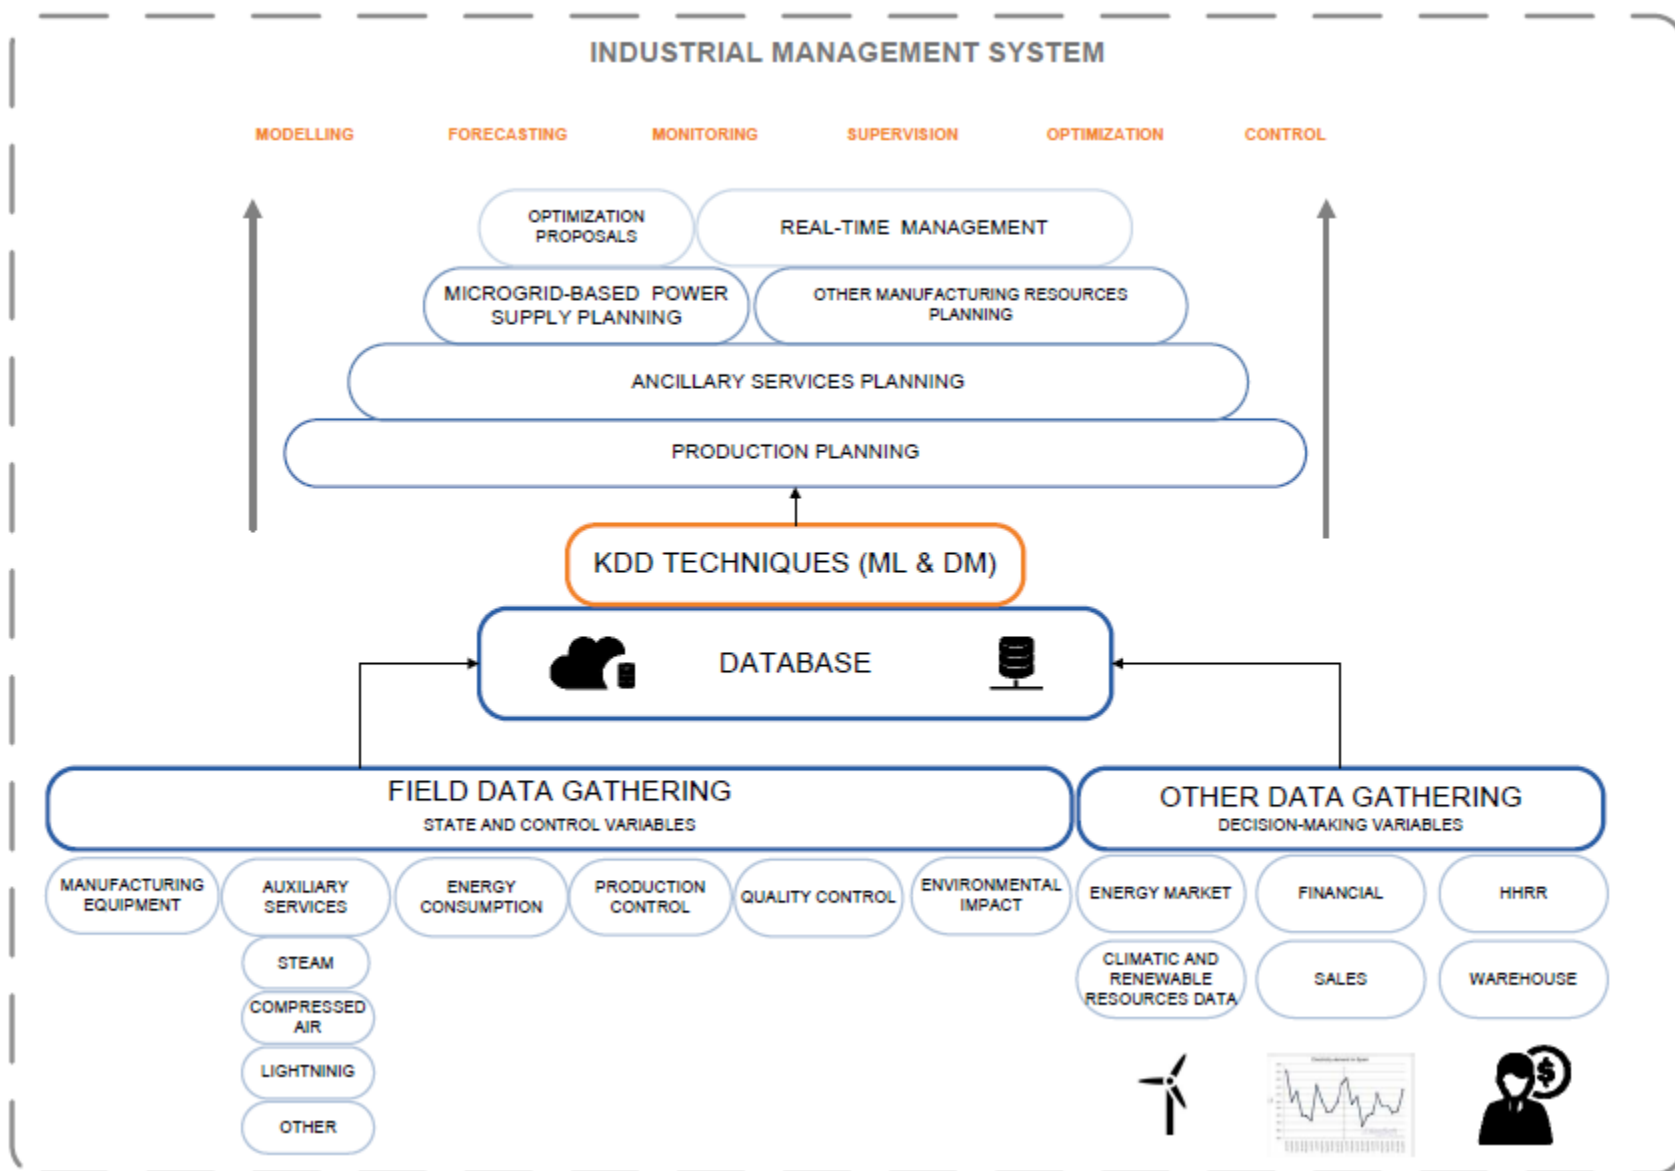 INDUSTRIAL MANAGEMENT SYSTEM
MODELLING FORECASTING MONITORING SUPERVISION OPTIMIZATION CONTROL
OPTIMIZATION
PROPOSALS
REAL-TIME MANAGEMENT
MICROGRID-BASED POWER
SUPPLY PLANNING
OTHER MANUFACTURING RESOURCES
PLANNING
ANCILLARY SERVICES PLANNING
PRODUCTION PLANNING
KDD TECHNIQUES (ML & DM)
DATABASE
FIELD DATA GATHERING
STATE AND CONTROL VARIABLES
OTHER DATA GATHERING
DECISION-MAKING VARIABLES
MANUFACTURING
EQUIPMENT
AUXILIARY
SERVICES
ENERGY
CONSUMPTION
PRODUCTION
CONTROL
QUALITY CONTROL
ENVIRONMENTAL
IMPACT
ENERGY MARKET
FINANCIAL
HHRR
STEAM
COMPRESSED
AIR
LIGHTNINIG
OTHER
CLIMATIC AND
RENEWABLE
RESOURCES DATA
SALES
WAREHOUSE
$